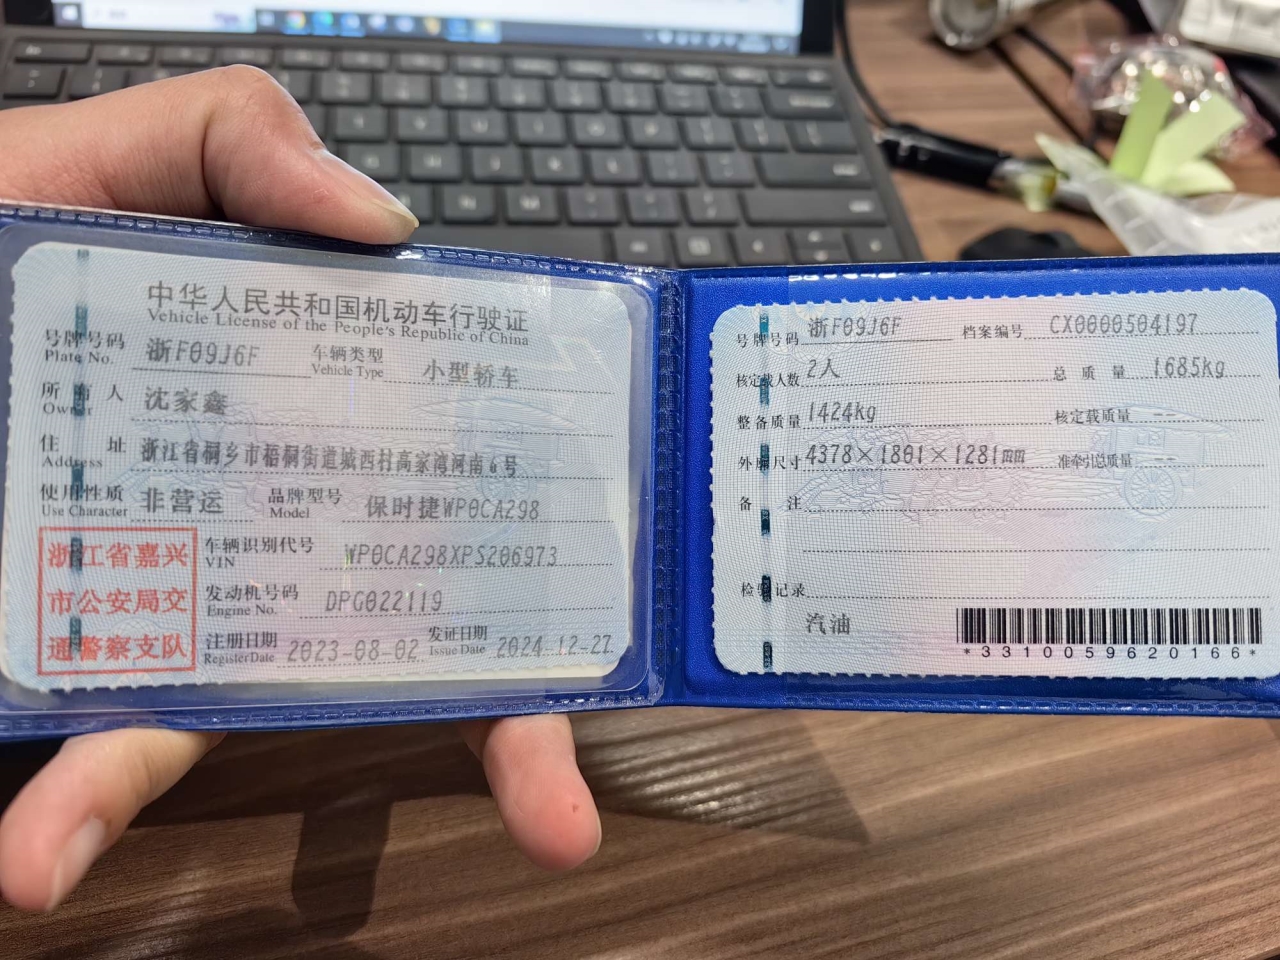 中华人民共和国机动车行驶证
Vehicle License of the People's Republic of China
号牌号码 浙F09J6F 车辆类型 小型轿车
Plate No. Vehicle Type
所有人 沈家鑫
Owner
住址 浙江省桐乡市梧桐街道城西村高家湾河南6号
Address
使用性质 非营运 品牌型号 保时捷WP0CA298
Use Character Model
浙江省嘉兴
市公安局交
通警察支队
车辆识别代号 WP0CA298XPS206973
VIN
发动机号码 DPG022119
Engine No.
注册日期 2023-08-02 发证日期 2024-12-27
Register Date Issue Date
号牌号码 浙F09J6F 档案编号 CX0000504197
核定载人数 2人 总质量 1685kg
整备质量 1424kg 核定载质量 --
外廓尺寸 4378×1801×1281mm 准牵引总质量 --
备注
检验记录
汽油
*3310059620166*